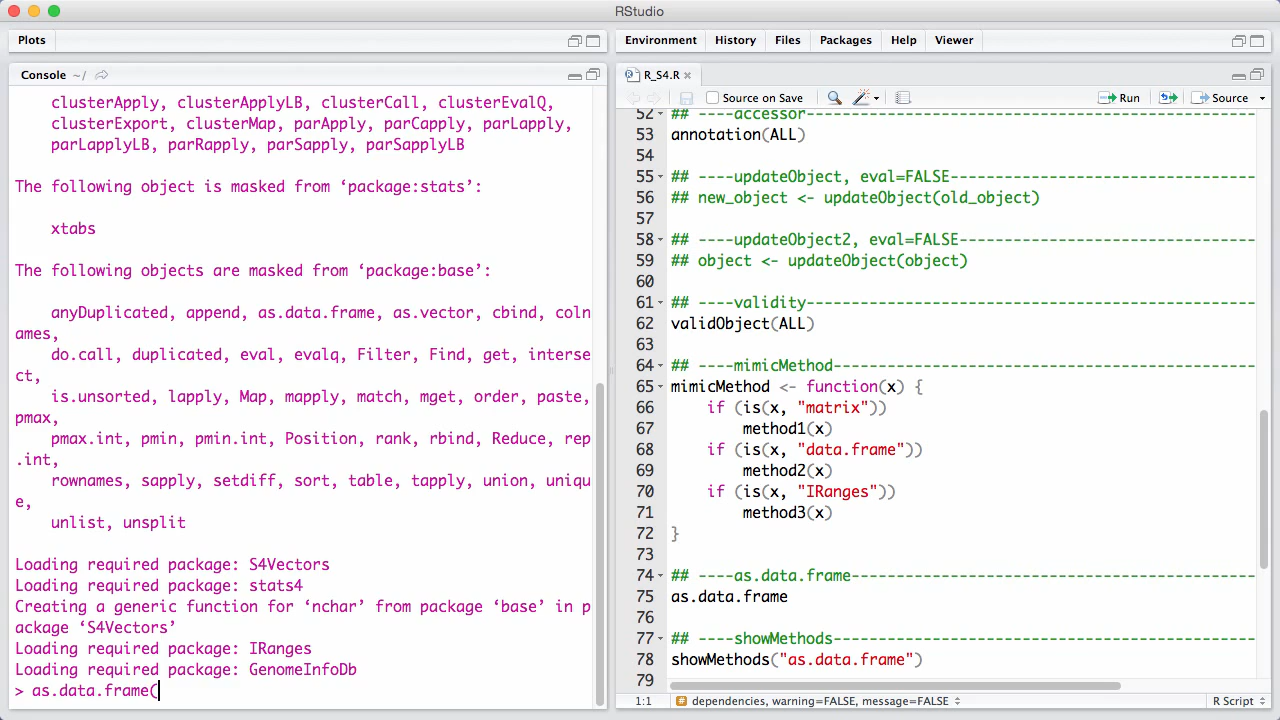 RStudio
Plots
Console ~/
clusterApply, clusterApplyLB, clusterCall, clusterEvalQ,
clusterExport, clusterMap, parApply, parCapply, parLapply,
parLapplyLB, parRapply, parSapply, parSapplyLB
The following object is masked from ‘package:stats’:
xtabs
The following objects are masked from ‘package:base’:
anyDuplicated, append, as.data.frame, as.vector, cbind, coln
ames,
do.call, duplicated, eval, evalq, Filter, Find, get, interse
ct,
is.unsorted, lapply, Map, mapply, match, mget, order, paste,
pmax,
pmax.int, pmin, pmin.int, Position, rank, rbind, Reduce, rep
.int,
rownames, sapply, setdiff, sort, table, tapply, union, uniqu
e,
unlist, unsplit
Loading required package: S4Vectors
Loading required package: stats4
Creating a generic function for ‘nchar’ from package ‘base’ in p
ackage ‘S4Vectors’
Loading required package: IRanges
Loading required package: GenomeInfoDb
> as.data.frame(
Environment History Files Packages Help Viewer
R_S4.R
Source on Save Run Source
52 ## ----accessor--------------------------------------------------
53 annotation(ALL)
54
55 ## ----updateObject, eval=FALSE----------------------------------
56 ## new_object <- updateObject(old_object)
57
58 ## ----updateObject2, eval=FALSE---------------------------------
59 ## object <- updateObject(object)
60
61 ## ----validity--------------------------------------------------
62 validObject(ALL)
63
64 ## ----mimicMethod-----------------------------------------------
65 mimicMethod <- function(x) {
66 if (is(x, "matrix"))
67 method1(x)
68 if (is(x, "data.frame"))
69 method2(x)
70 if (is(x, "IRanges"))
71 method3(x)
72 }
73
74 ## ----as.data.frame---------------------------------------------
75 as.data.frame
76
77 ## ----showMethods-----------------------------------------------
78 showMethods("as.data.frame")
79
1:1 # dependencies, warning=FALSE, message=FALSE R Script